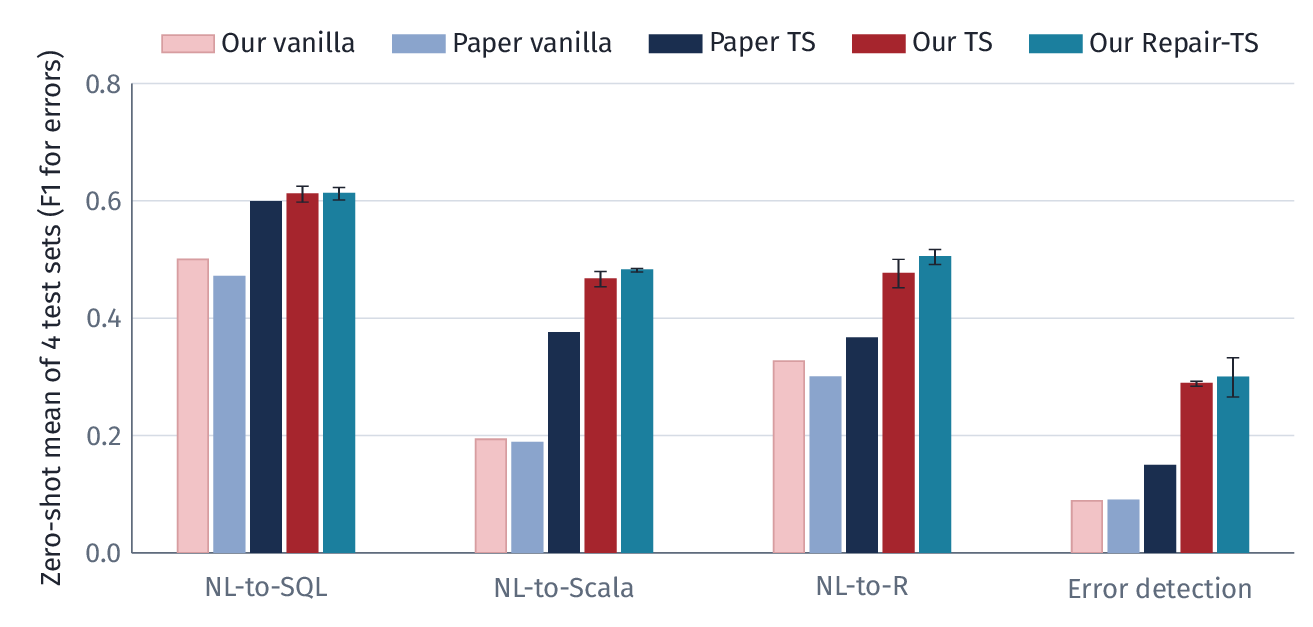 Our vanilla Paper vanilla Paper TS Our TS Our Repair-TS
Zero-shot mean of 4 test sets (F1 for errors)
0.8
0.6
0.4
0.2
0.0
NL-to-SQL NL-to-Scala NL-to-R Error detection